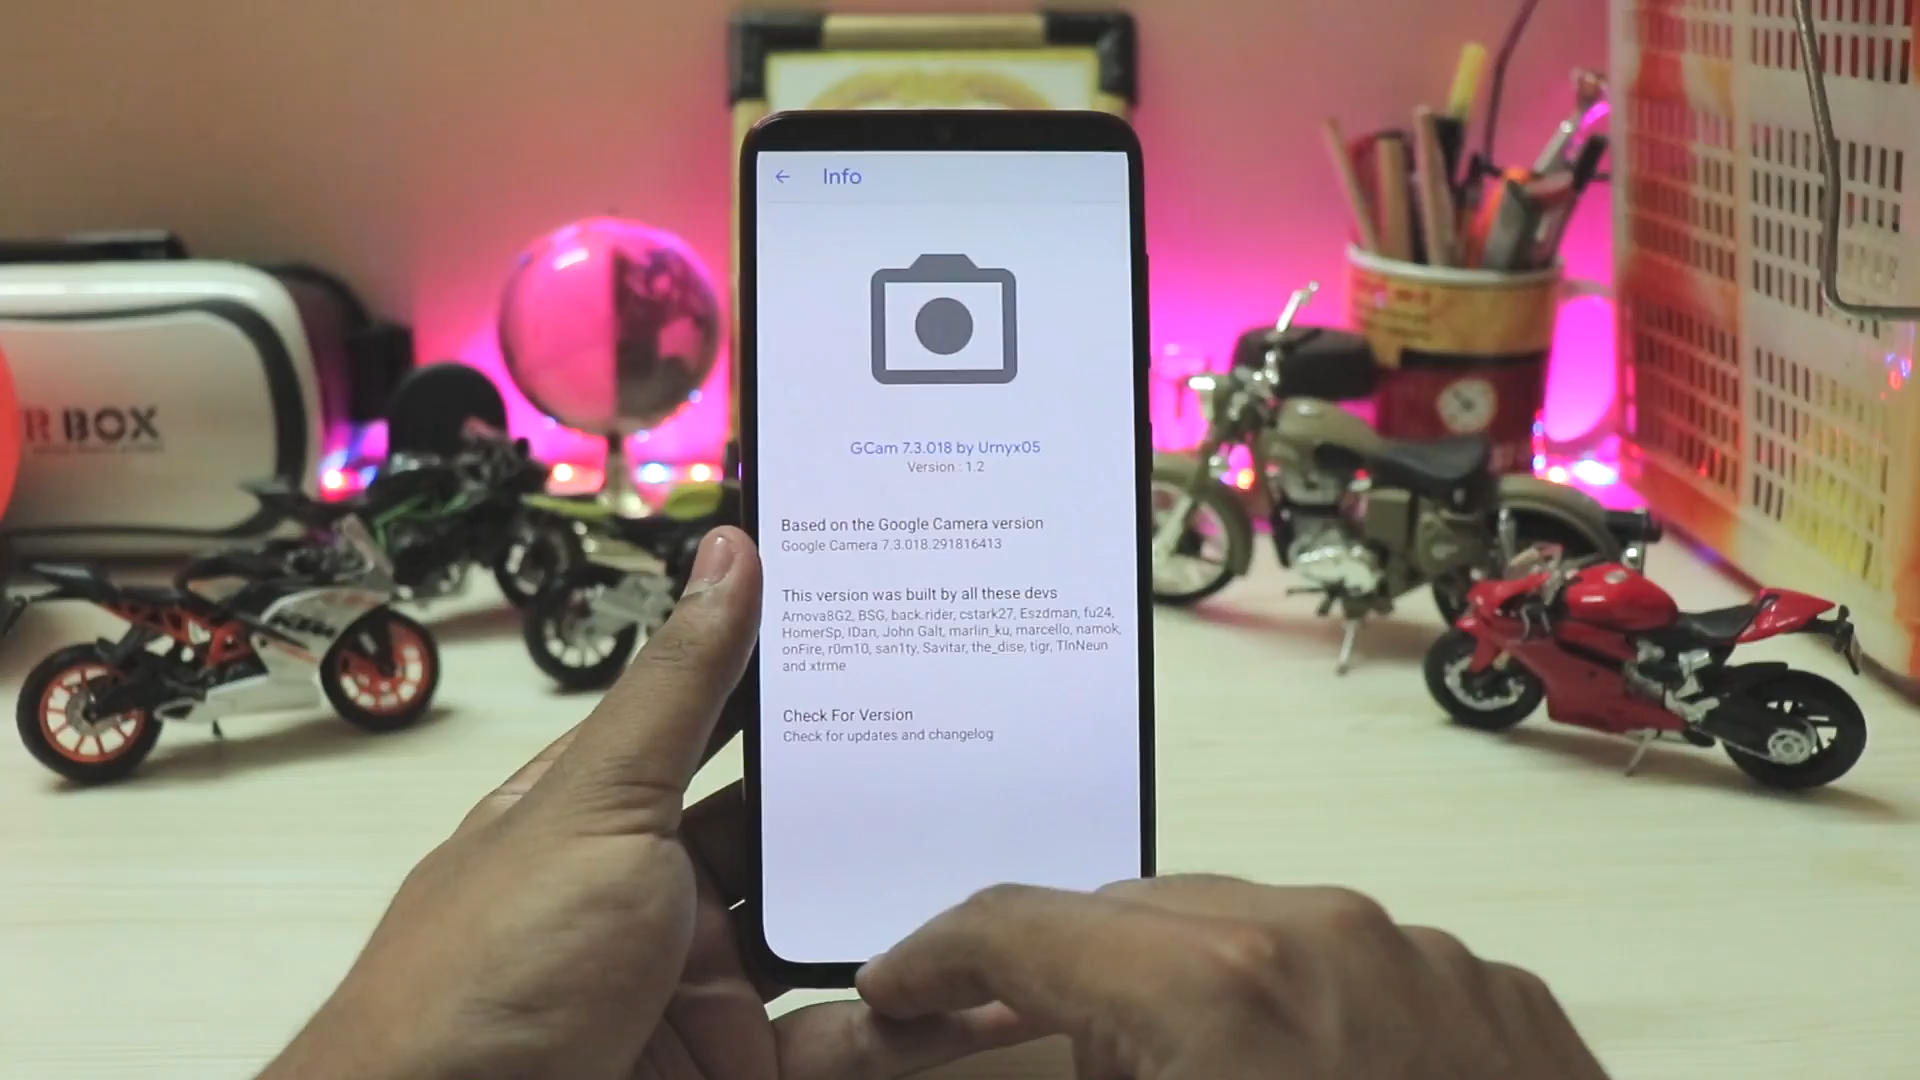 Info
GCam 7.3.018 by Urnyx05
Version : 1.2
Based on the Google Camera version
Google Camera 7.3.018.291816413
This version was built by all these devs
Arnova8G2, BSG, back.rider, cstark27, Eszdman, fu24,
HomerSp, IDan, John Galt, marlin_ku, marcello, namok,
onFire, r0m10, san1ty, Savitar, the_dise, tigr, TlnNeun
and xtrme
Check For Version
Check for updates and changelog
R BOX